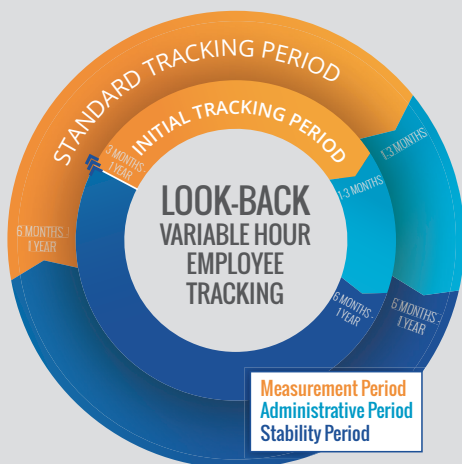 STANDARD TRACKING PERIOD
INITIAL TRACKING PERIOD
3 MONTHS -
1 YEAR
1-3 MONTHS
1-3 MONTHS
LOOK-BACK
VARIABLE HOUR
EMPLOYEE
TRACKING
6 MONTHS -
1 YEAR
6 MONTHS -
1 YEAR
6 MONTHS -
1 YEAR
Measurement Period
Administrative Period
Stability Period